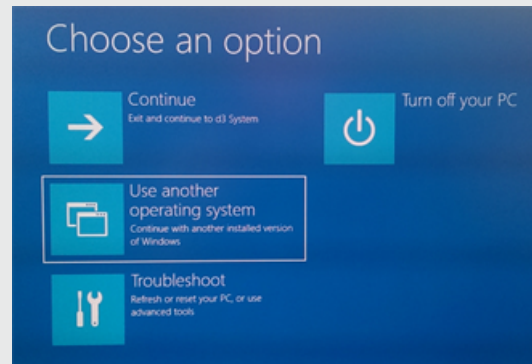 Choose an option
Continue
Exit and continue to d3 System
Turn off your PC
Use another
operating system
Continue with another installed version
of Windows
Troubleshoot
Refresh or reset your PC, or use
advanced tools